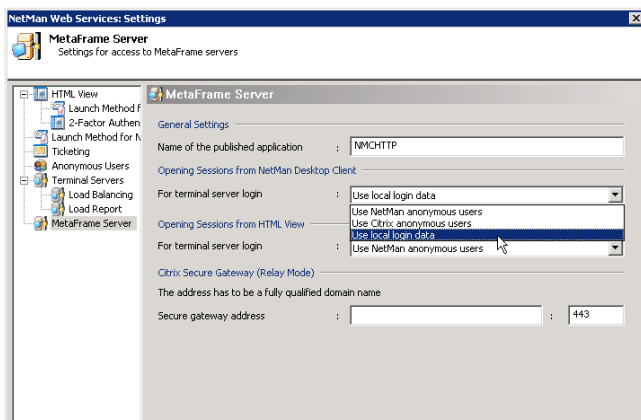 NetMan Web Services: Settings
MetaFrame Server
Settings for access to MetaFrame servers
HTML View
Launch Method f
2-Factor Authen
Launch Method for N
Ticketing
Anonymous Users
Terminal Servers
Load Balancing
Load Report
MetaFrame Server
MetaFrame Server
General Settings
Name of the published application : NMCHTTP
Opening Sessions from NetMan Desktop Client
For terminal server login : Use local login data
Use NetMan anonymous users
Use Citrix anonymous users
Use local login data
Opening Sessions from HTML View
For terminal server login : Use NetMan anonymous users
Citrix Secure Gateway (Relay Mode)
The address has to be a fully qualified domain name
Secure gateway address : : 443